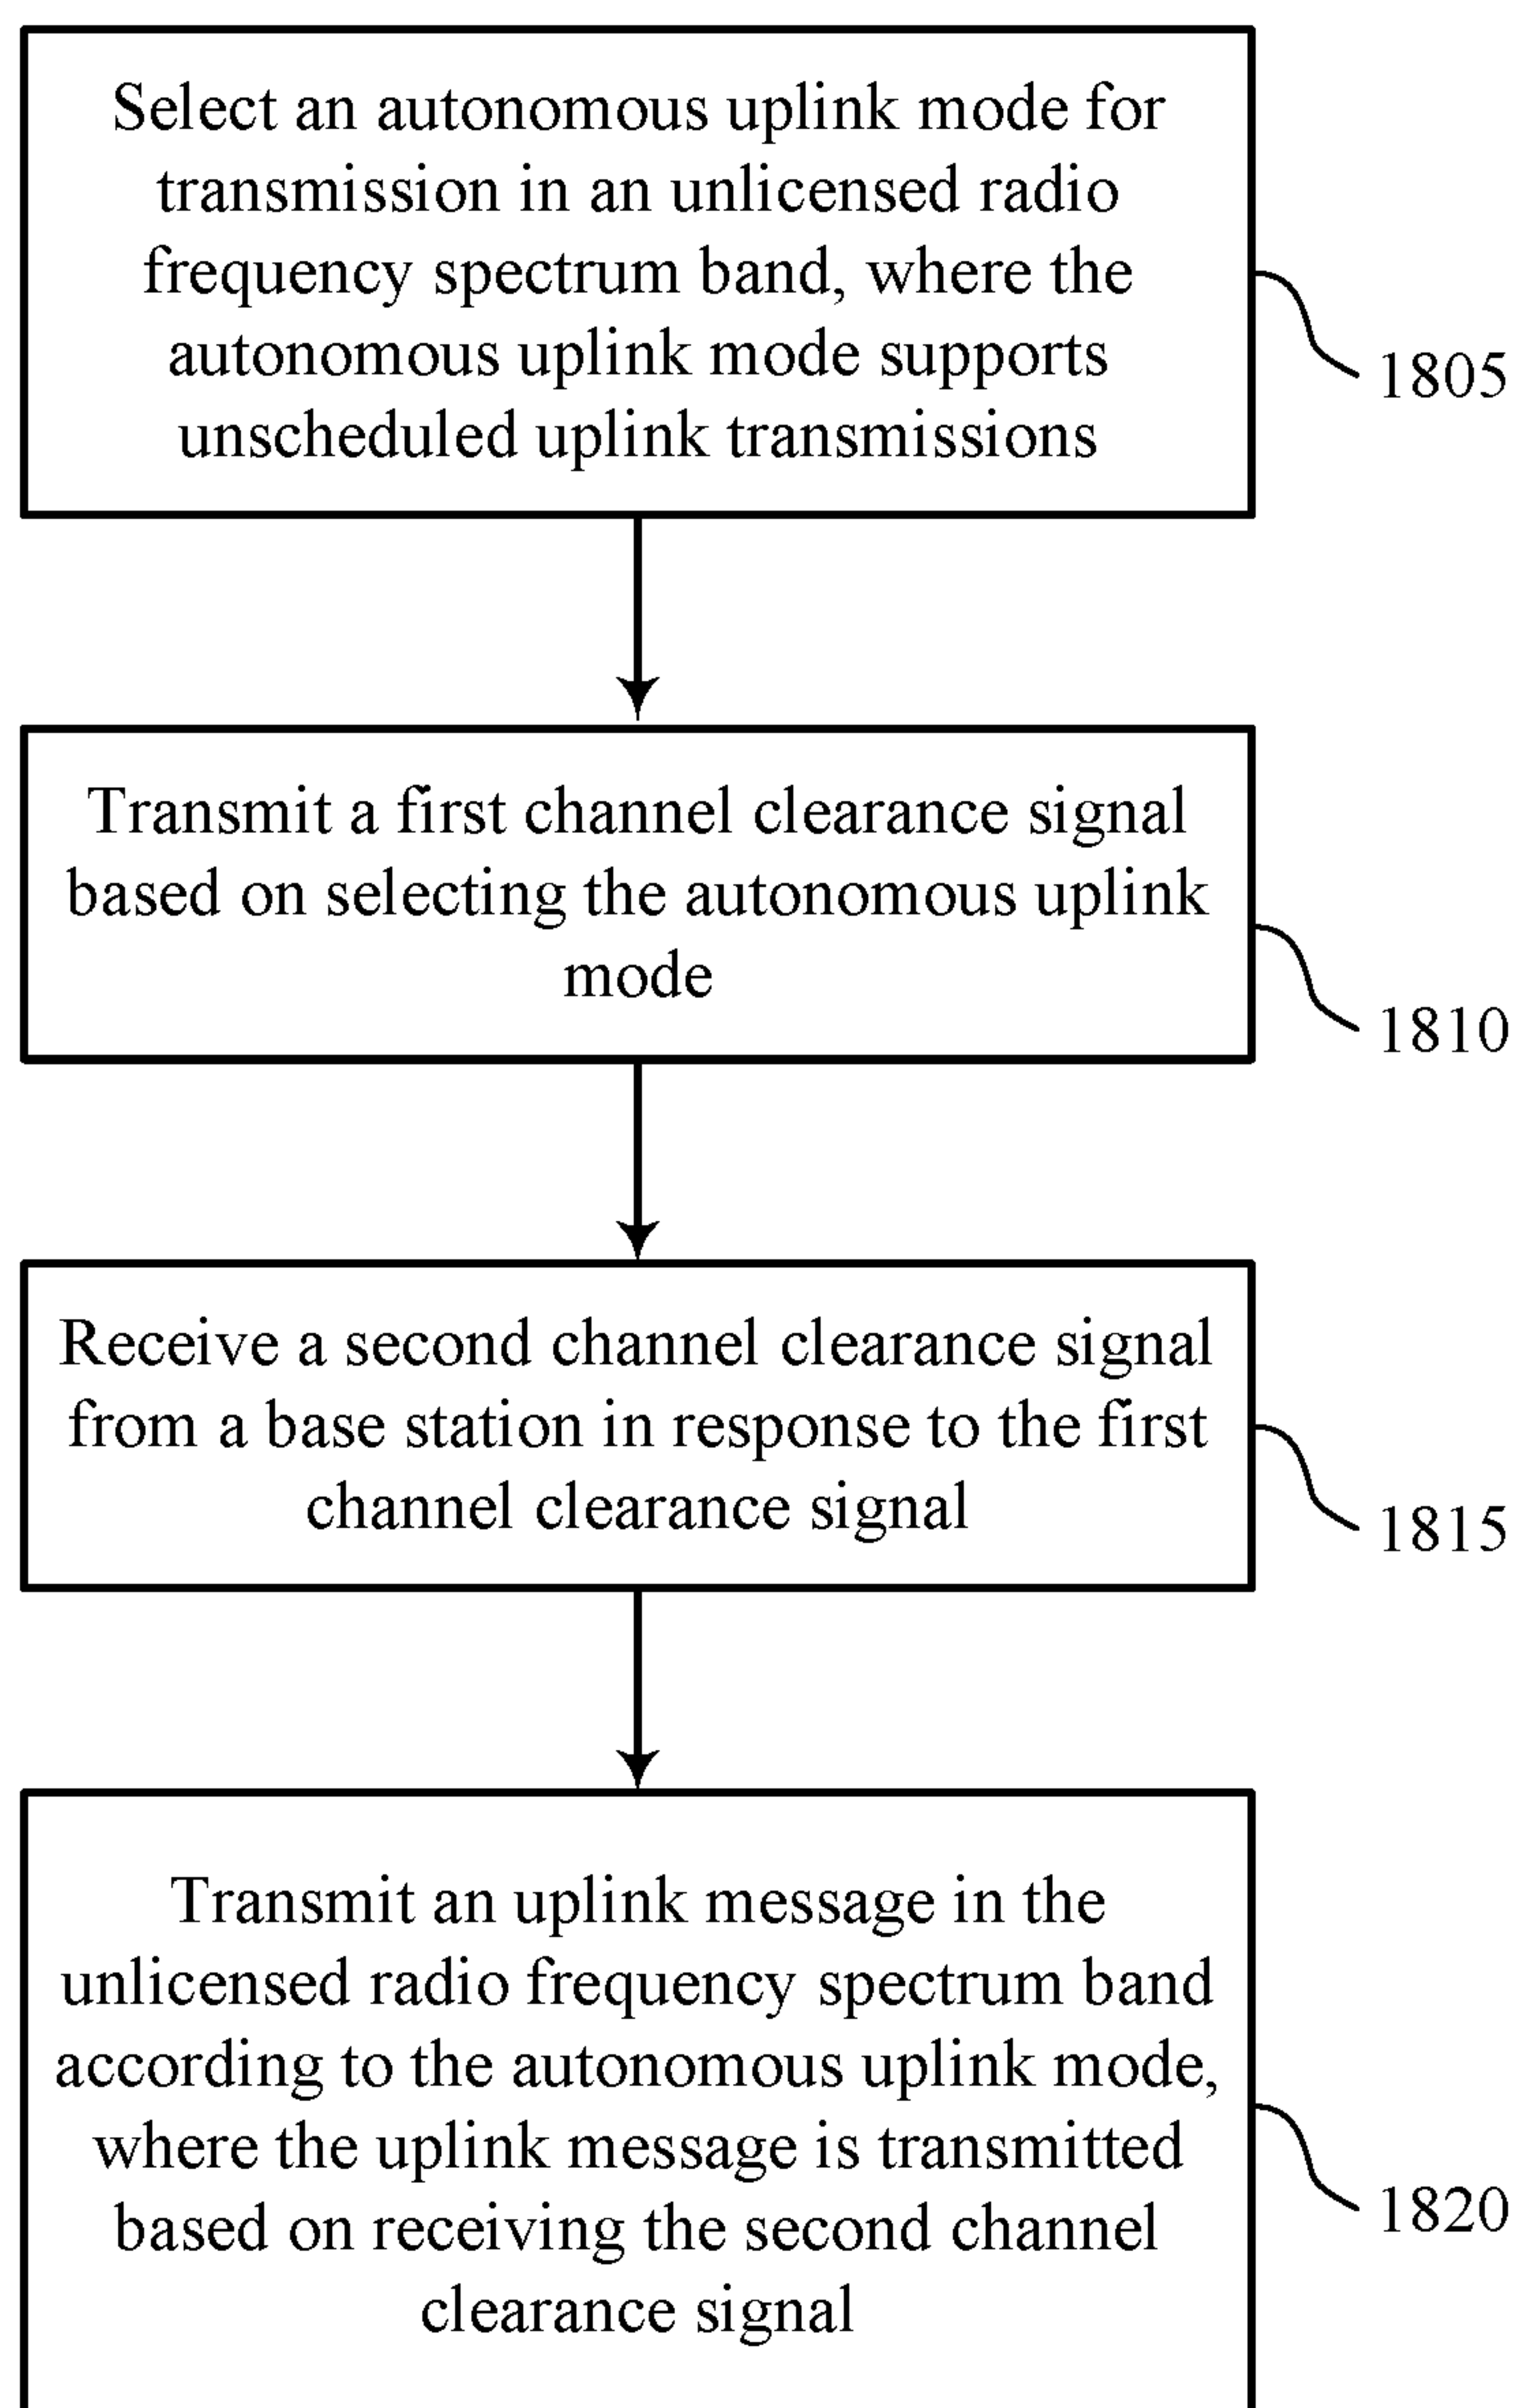 Select an autonomous uplink mode for
transmission in an unlicensed radio
frequency spectrum band, where the
autonomous uplink mode supports
unscheduled uplink transmissions
1805
Transmit a first channel clearance signal
based on selecting the autonomous uplink
mode
1810
Receive a second channel clearance signal
from a base station in response to the first
channel clearance signal
1815
Transmit an uplink message in the
unlicensed radio frequency spectrum band
according to the autonomous uplink mode,
where the uplink message is transmitted
based on receiving the second channel
clearance signal
1820